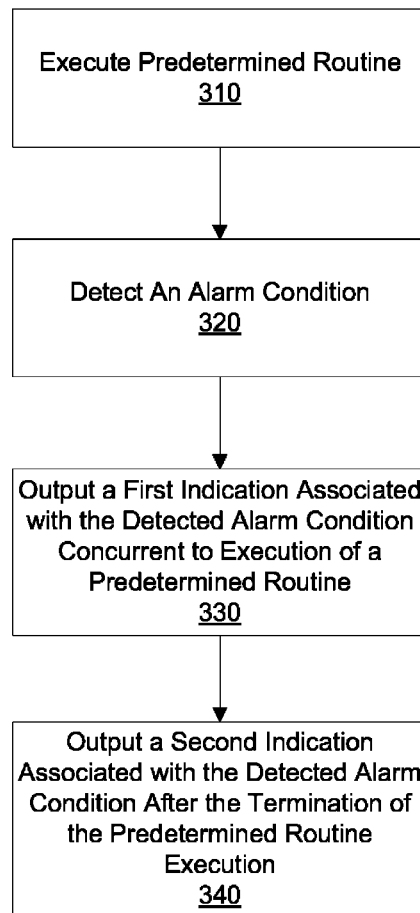 Execute Predetermined Routine
310
Detect An Alarm Condition
320
Output a First Indication Associated
with the Detected Alarm Condition
Concurrent to Execution of a
Predetermined Routine
330
Output a Second Indication
Associated with the Detected Alarm
Condition After the Termination of
the Predetermined Routine
Execution
340